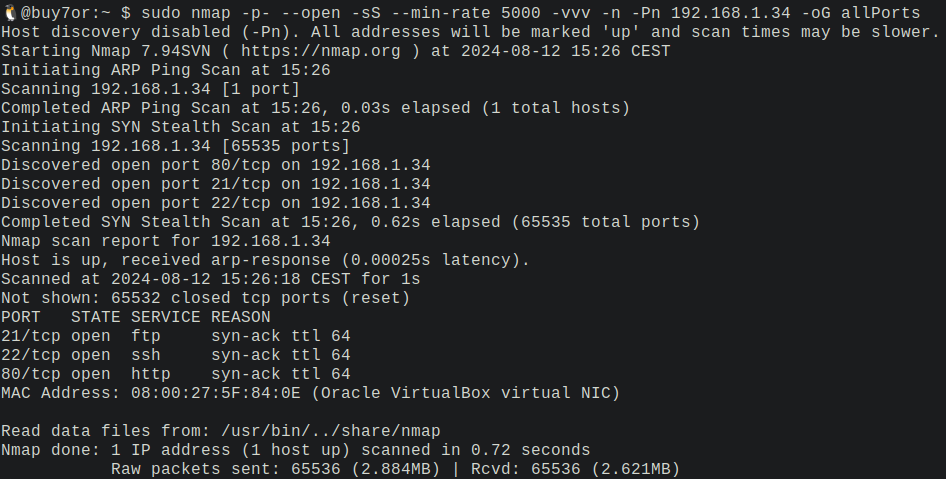 @buy7or:~ $ sudo nmap -p- --open -sS --min-rate 5000 -vvv -n -Pn 192.168.1.34 -oG allPorts
Host discovery disabled (-Pn). All addresses will be marked 'up' and scan times may be slower.
Starting Nmap 7.94SVN ( https://nmap.org ) at 2024-08-12 15:26 CEST
Initiating ARP Ping Scan at 15:26
Scanning 192.168.1.34 [1 port]
Completed ARP Ping Scan at 15:26, 0.03s elapsed (1 total hosts)
Initiating SYN Stealth Scan at 15:26
Scanning 192.168.1.34 [65535 ports]
Discovered open port 80/tcp on 192.168.1.34
Discovered open port 21/tcp on 192.168.1.34
Discovered open port 22/tcp on 192.168.1.34
Completed SYN Stealth Scan at 15:26, 0.62s elapsed (65535 total ports)
Nmap scan report for 192.168.1.34
Host is up, received arp-response (0.00025s latency).
Scanned at 2024-08-12 15:26:18 CEST for 1s
Not shown: 65532 closed tcp ports (reset)
PORT   STATE SERVICE REASON
21/tcp open  ftp     syn-ack ttl 64
22/tcp open  ssh     syn-ack ttl 64
80/tcp open  http    syn-ack ttl 64
MAC Address: 08:00:27:5F:84:0E (Oracle VirtualBox virtual NIC)

Read data files from: /usr/bin/../share/nmap
Nmap done: 1 IP address (1 host up) scanned in 0.72 seconds
           Raw packets sent: 65536 (2.884MB) | Rcvd: 65536 (2.621MB)